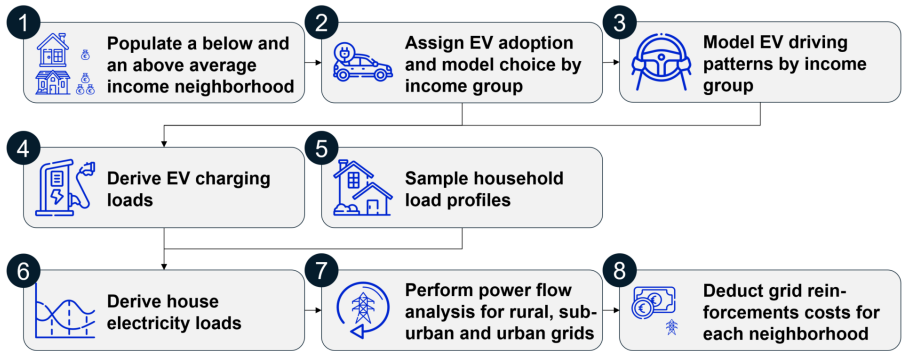 1
Populate a below and
an above average
income neighborhood
2
Assign EV adoption
and model choice by
income group
3
Model EV driving
patterns by income
group
4
Derive EV charging
loads
5
Sample household
load profiles
6
Derive house
electricity loads
7
Perform power flow
analysis for rural, sub-
urban and urban grids
8
Deduct grid rein-
forcements costs for
each neighborhood